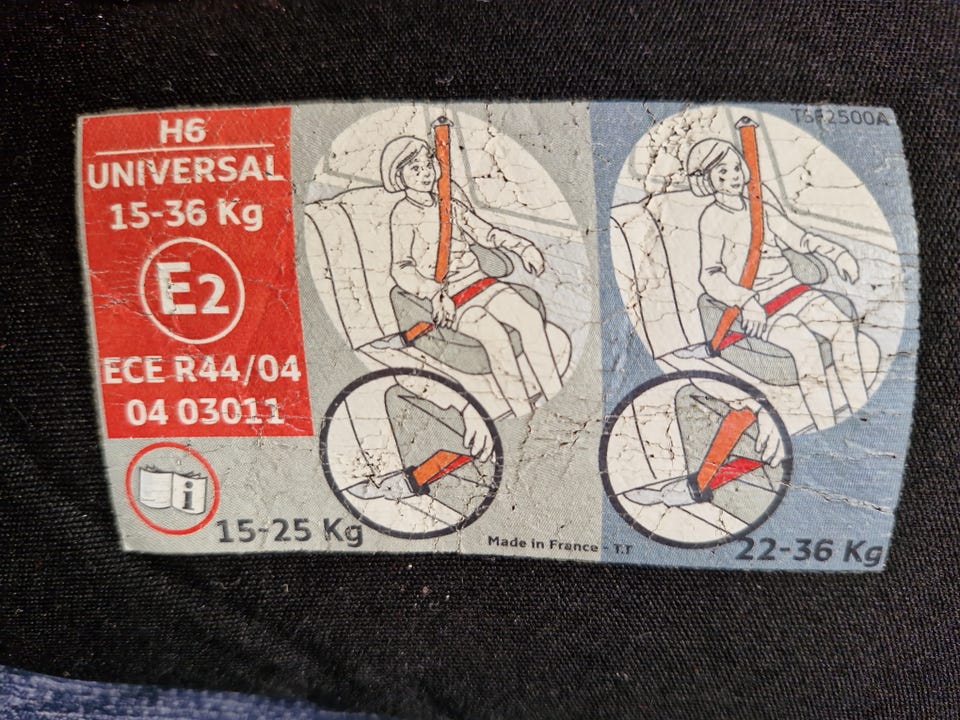 H6
UNIVERSAL
15-36 Kg
E2
ECE R44/04
04 03011
i
15-25 Kg
Made in France - T.T
TSF2500A
22-36 Kg